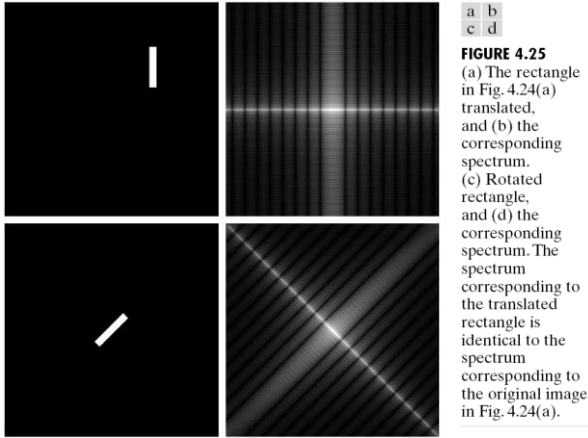 a b
c d
FIGURE 4.25
(a) The rectangle
in Fig. 4.24(a)
translated,
and (b) the
corresponding
spectrum.
(c) Rotated
rectangle,
and (d) the
corresponding
spectrum. The
spectrum
corresponding to
the translated
rectangle is
identical to the
spectrum
corresponding to
the original image
in Fig. 4.24(a).